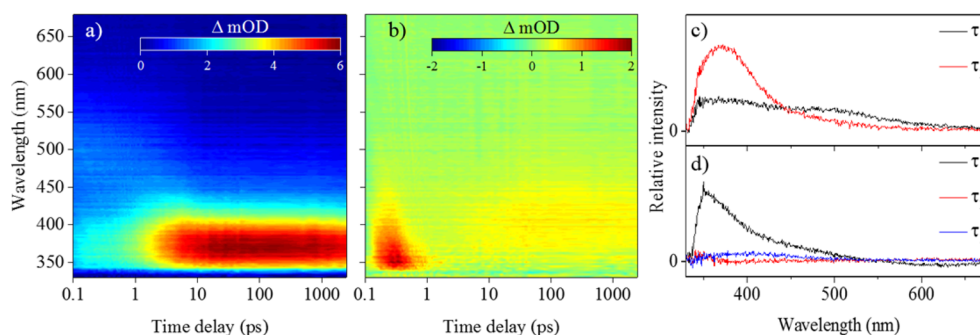 a)
Δ mOD
0 2 4 6
b)
Δ mOD
-2 -1 0 1 2
c)
τ
τ
0
d)
τ
τ
τ
0
Wavelength (nm)
680
600
550
500
450
400
350
0.1 1 10 100 1000
Time delay (ps)
0.1 1 10 100 1000
Time delay (ps)
Relative intensity
400 500 600
Wavelength (nm)